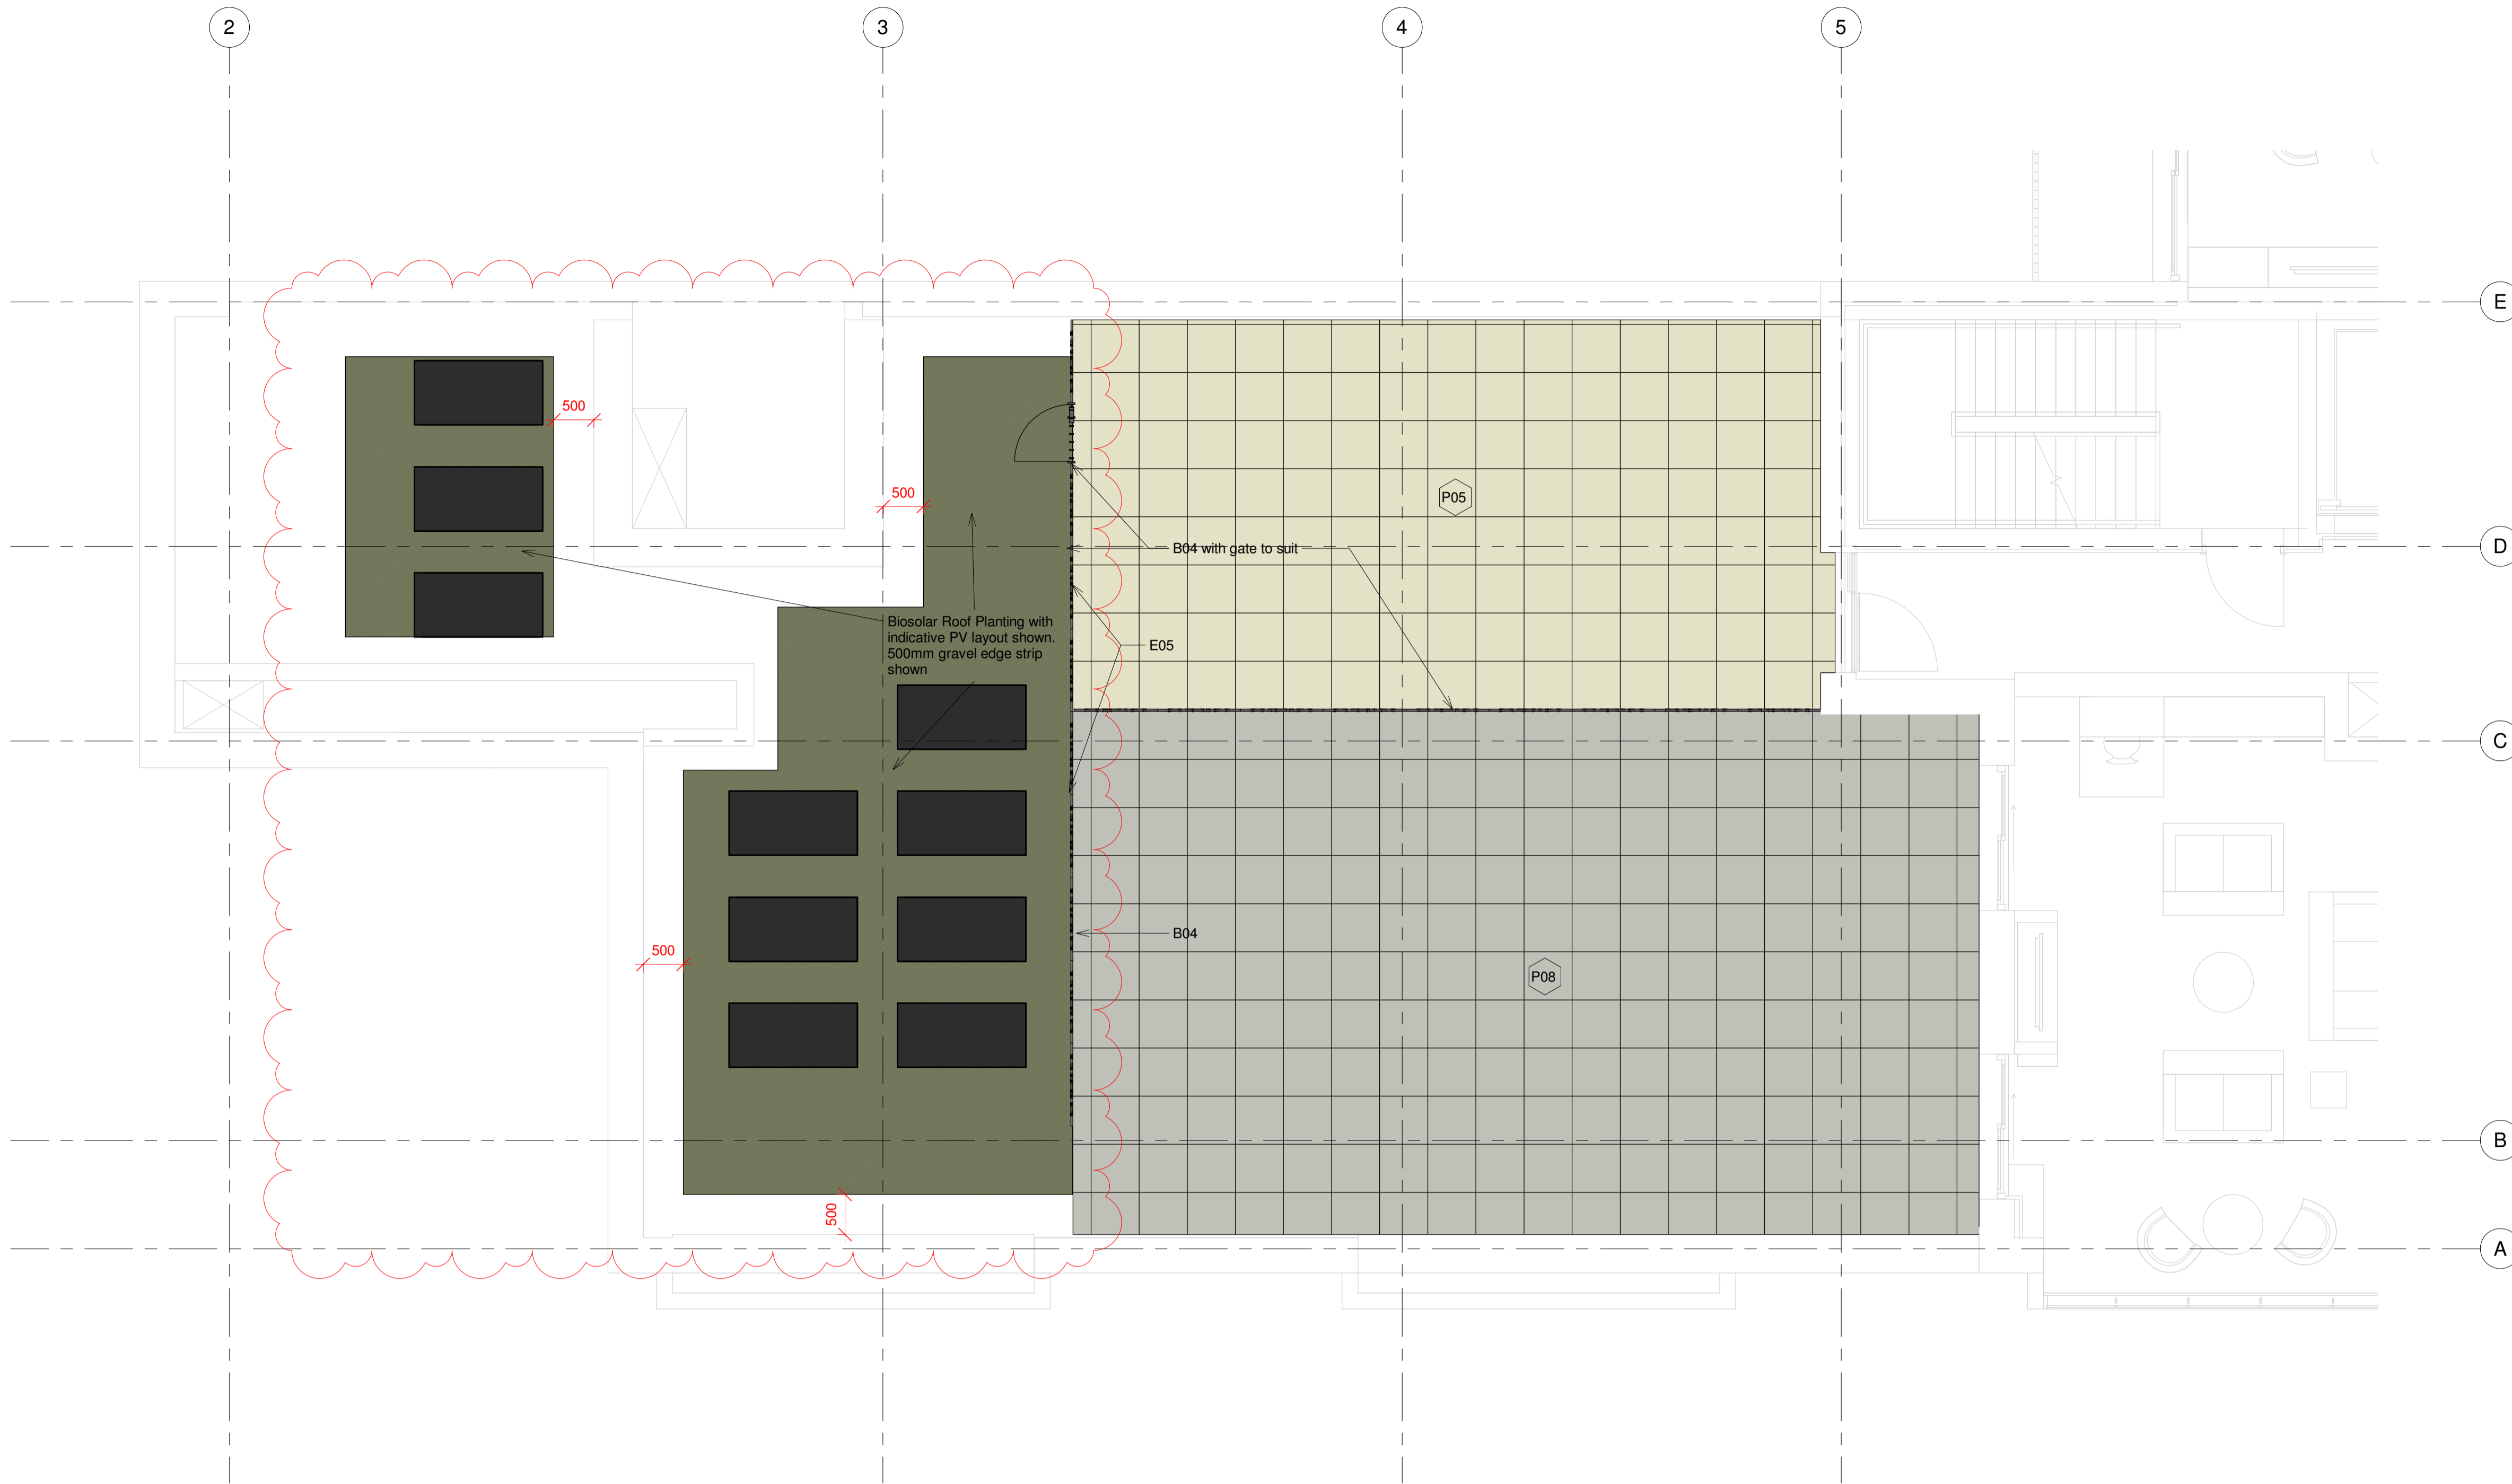 2
3
4
5
E
500
500
P05
B04 with gate to suit
D
Biosolar Roof Planting with
indicative PV layout shown.
500mm gravel edge strip
shown
E05
C
B04
500
P08
B
500
A